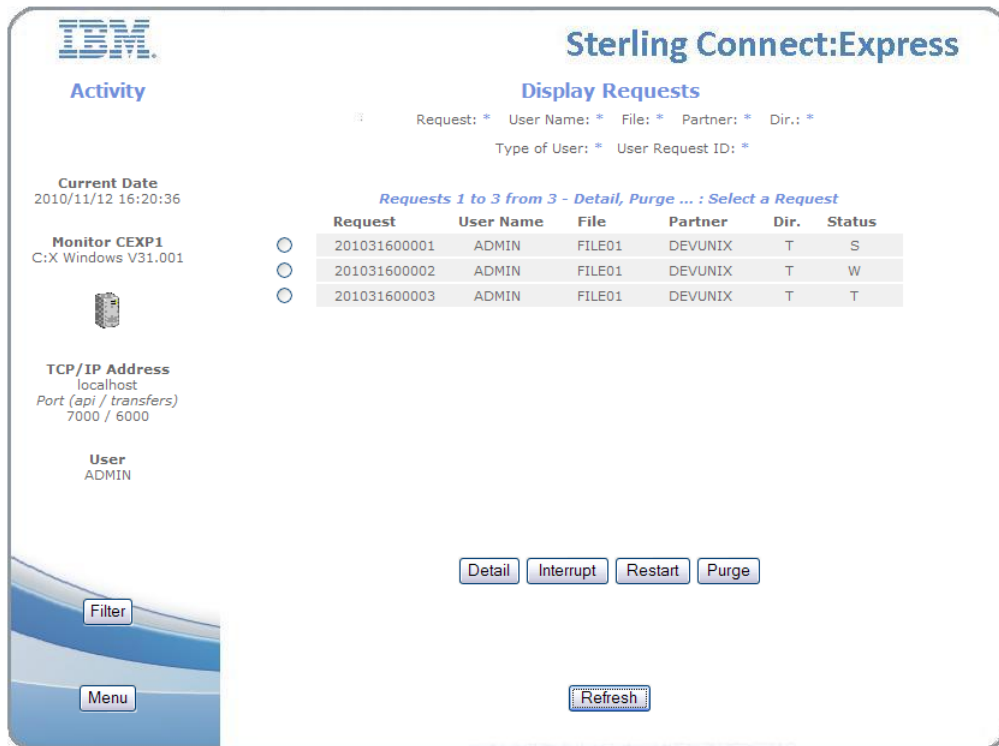 IBM.
Sterling Connect:Express
Activity
Display Requests
Request: * User Name: * File: * Partner: * Dir.: *
Type of User: * User Request ID: *
Current Date
2010/11/12 16:20:36
Requests 1 to 3 from 3 - Detail, Purge ... : Select a Request
Request User Name File Partner Dir. Status
Monitor CEXP1
C:X Windows V31.001
201031600001 ADMIN FILE01 DEVUNIX T S
201031600002 ADMIN FILE01 DEVUNIX T W
201031600003 ADMIN FILE01 DEVUNIX T T
TCP/IP Address
localhost
Port (api / transfers)
7000 / 6000
User
ADMIN
Detail Interrupt Restart Purge
Filter
Menu
Refresh